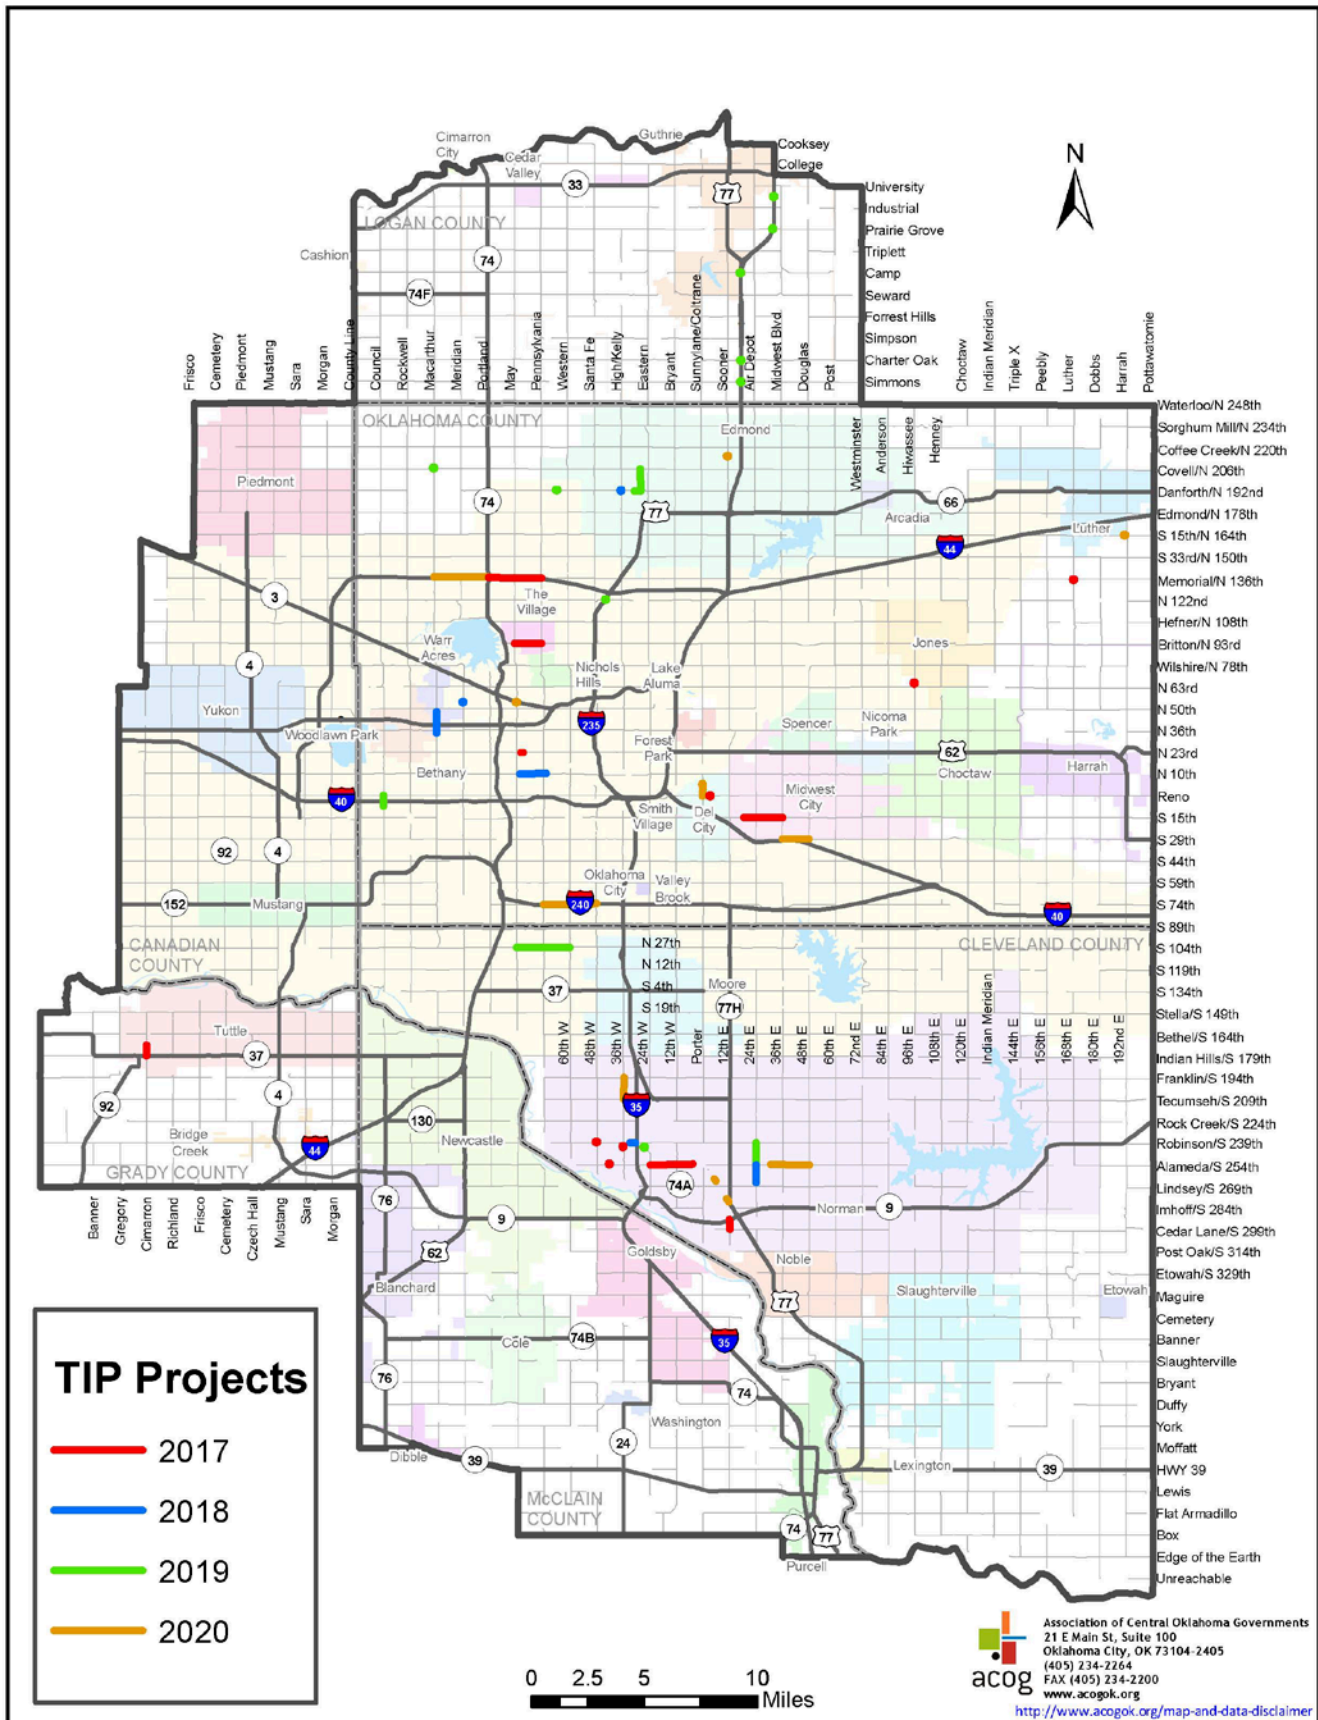 Cimarron
City
Guthrie
Cedar
Valley
Cooksey
College
N
33
77
University
Industrial
Prairie Grove
Triplett
Camp
Seward
Forrest Hills
Simpson
Charter Oak
Simmons
LOGAN COUNTY
Cashion
74
74F
Frisco
Cemetery
Piedmont
Mustang
Sara
Morgan
County Line
Council
Rockwell
Macarthur
Meridian
Portland
May
Pennsylvania
Western
Santa Fe
High/Kelly
Eastern
Bryant
Sunnylane/Coltrane
Sooner
Air Depot
Midwest Blvd.
Douglas
Post
Westminster
Anderson
Hiwassee
Henney
Choctaw
Indian Meridian
Triple X
Peebly
Luther
Dobbs
Harrah
Pottawatomie
OKLAHOMA COUNTY
Edmond
Piedmont
74
77
66
Arcadia
Luther
44
3
The
Village
Warr
Acres
4
Jones
Nichols
Hills
Lake
Aluma
Yukon
235
Woodlawn Park
Spencer
Nicoma
Park
Forest
Park
62
Bethany
Choctaw
Harrah
40
Midwest
City
Smith
Village
Del
City
92
4
Oklahoma
City
Valley
Brook
152
Mustang
240
40
CANADIAN
COUNTY
CLEVELAND COUNTY
Waterloo/N 248th
Sorghum Mill/N 234th
Coffee Creek/N 220th
Covell/N 206th
Danforth/N 192nd
Edmond/N 178th
S 15th/N 164th
S 33rd/N 150th
Memorial/N 136th
N 122nd
Hefner/N 108th
Britton/N 93rd
Wilshire/N 78th
N 63rd
N 50th
N 36th
N 23rd
N 10th
Reno
S 15th
S 29th
S 44th
S 59th
S 74th
S 89th
S 104th
S 119th
S 134th
Stella/S 149th
Bethel/S 164th
Indian Hills/S 179th
Franklin/S 194th
Tecumseh/S 209th
Rock Creek/S 224th
Robinson/S 239th
Alameda/S 254th
Lindsey/S 269th
Imhoff/S 284th
Cedar Lane/S 299th
Post Oak/S 314th
Etowah/S 329th
Maguire
Cemetery
Banner
Slaughterville
Bryant
Duffy
York
Moffatt
HWY 39
Lewis
Flat Armadillo
Box
Edge of the Earth
Unreachable
N 27th
N 12th
S 4th
S 19th
Moore
37
77H
60th W
48th W
36th W
24th W
12th W
Porter
12th E
24th E
36th E
48th E
60th E
72nd E
84th E
96th E
108th E
120th E
Indian Meridian
144th E
156th E
168th E
180th E
192nd E
Tuttle
37
92
4
35
130
Newcastle
Bridge
Creek
44
GRADY COUNTY
Banner
Gregory
Cimarron
Richland
Frisco
Cemetery
Czech Hall
Mustang
Sara
Morgan
76
74A
9
Norman
9
62
Goldsby
Noble
Blanchard
Slaughterville
Etowah
77
Cole
74B
35
76
74
Washington
24
Dibble
39
Lexington
39
McCLAIN
COUNTY
74
77
Purcell
TIP Projects
2017
2018
2019
2020
0 2.5 5 10
Miles
acog
Association of Central Oklahoma Governments
21 E Main St, Suite 100
Oklahoma City, OK 73104-2405
(405) 234-2264
FAX (405) 234-2200
www.acogok.org
http://www.acogok.org/map-and-data-disclaimer